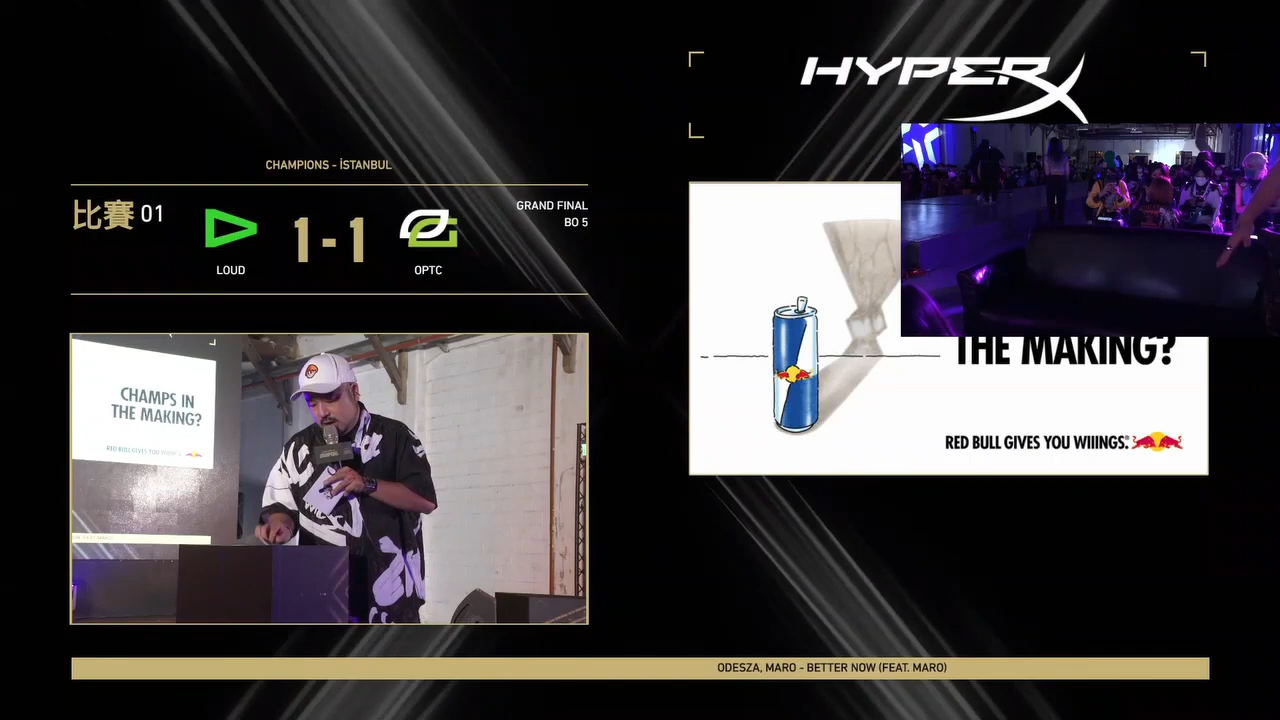 HYPERX
CHAMPIONS - İSTANBUL
比賽 01
1 - 1
LOUD
OPTC
GRAND FINAL
BO 5
CHAMPS IN
THE MAKING?
RED BULL GIVES YOU WIIINGS.
THE MAKING?
RED BULL GIVES YOU WIIINGS.®
ODESZA, MARO - BETTER NOW (FEAT. MARO)